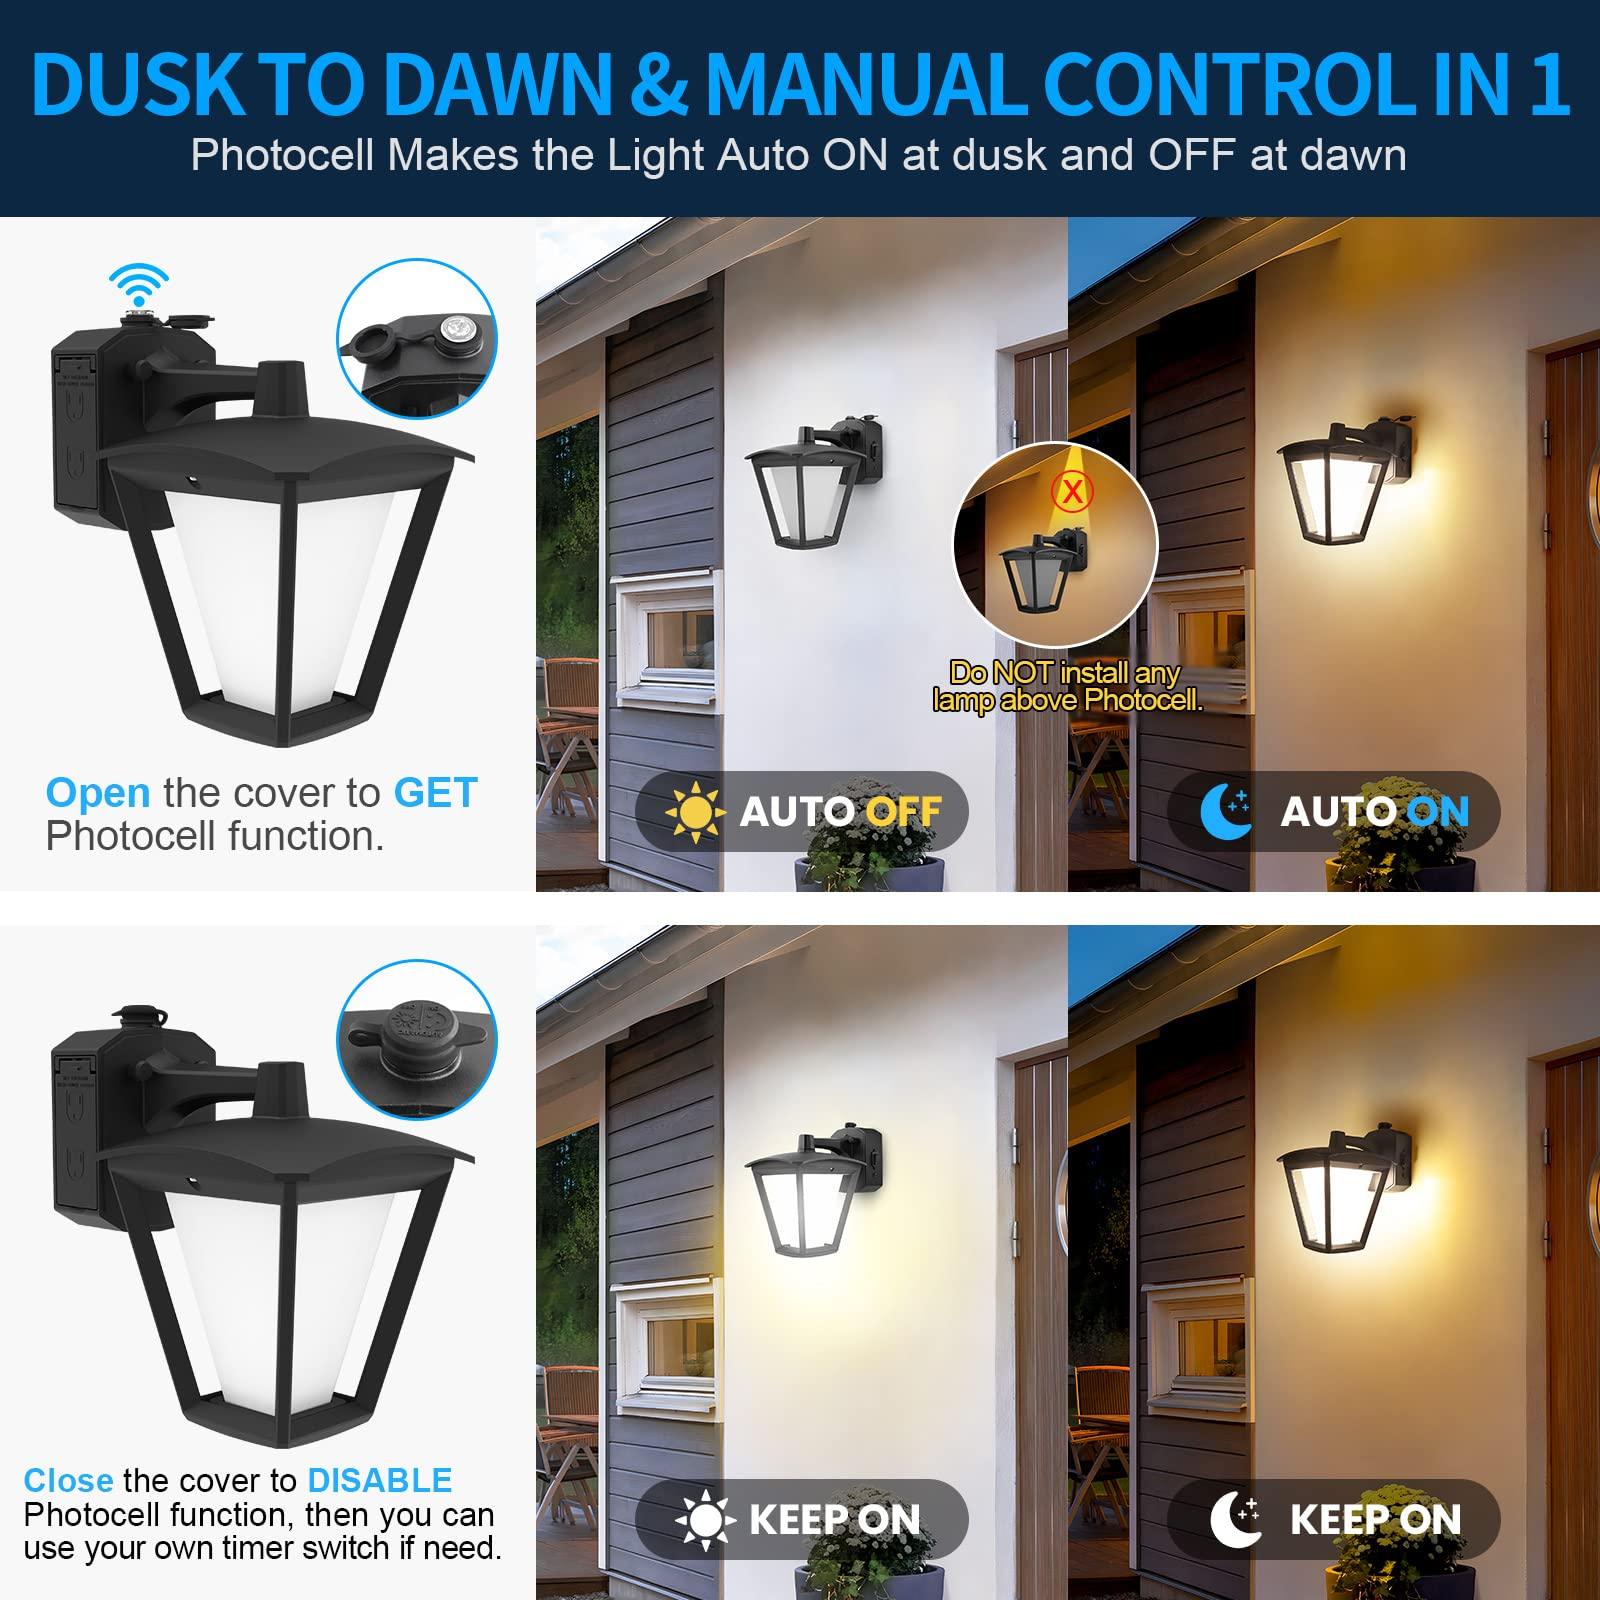 DUSK TO DAWN & MANUAL CONTROL IN 1
Photocell Makes the Light Auto ON at dusk and OFF at dawn
Open the cover to GET
Photocell function.
X
Do NOT install any
lamp above Photocell.
AUTO OFF
AUTO ON
Close the cover to DISABLE
Photocell function, then you can
use your own timer switch if need.
KEEP ON
KEEP ON